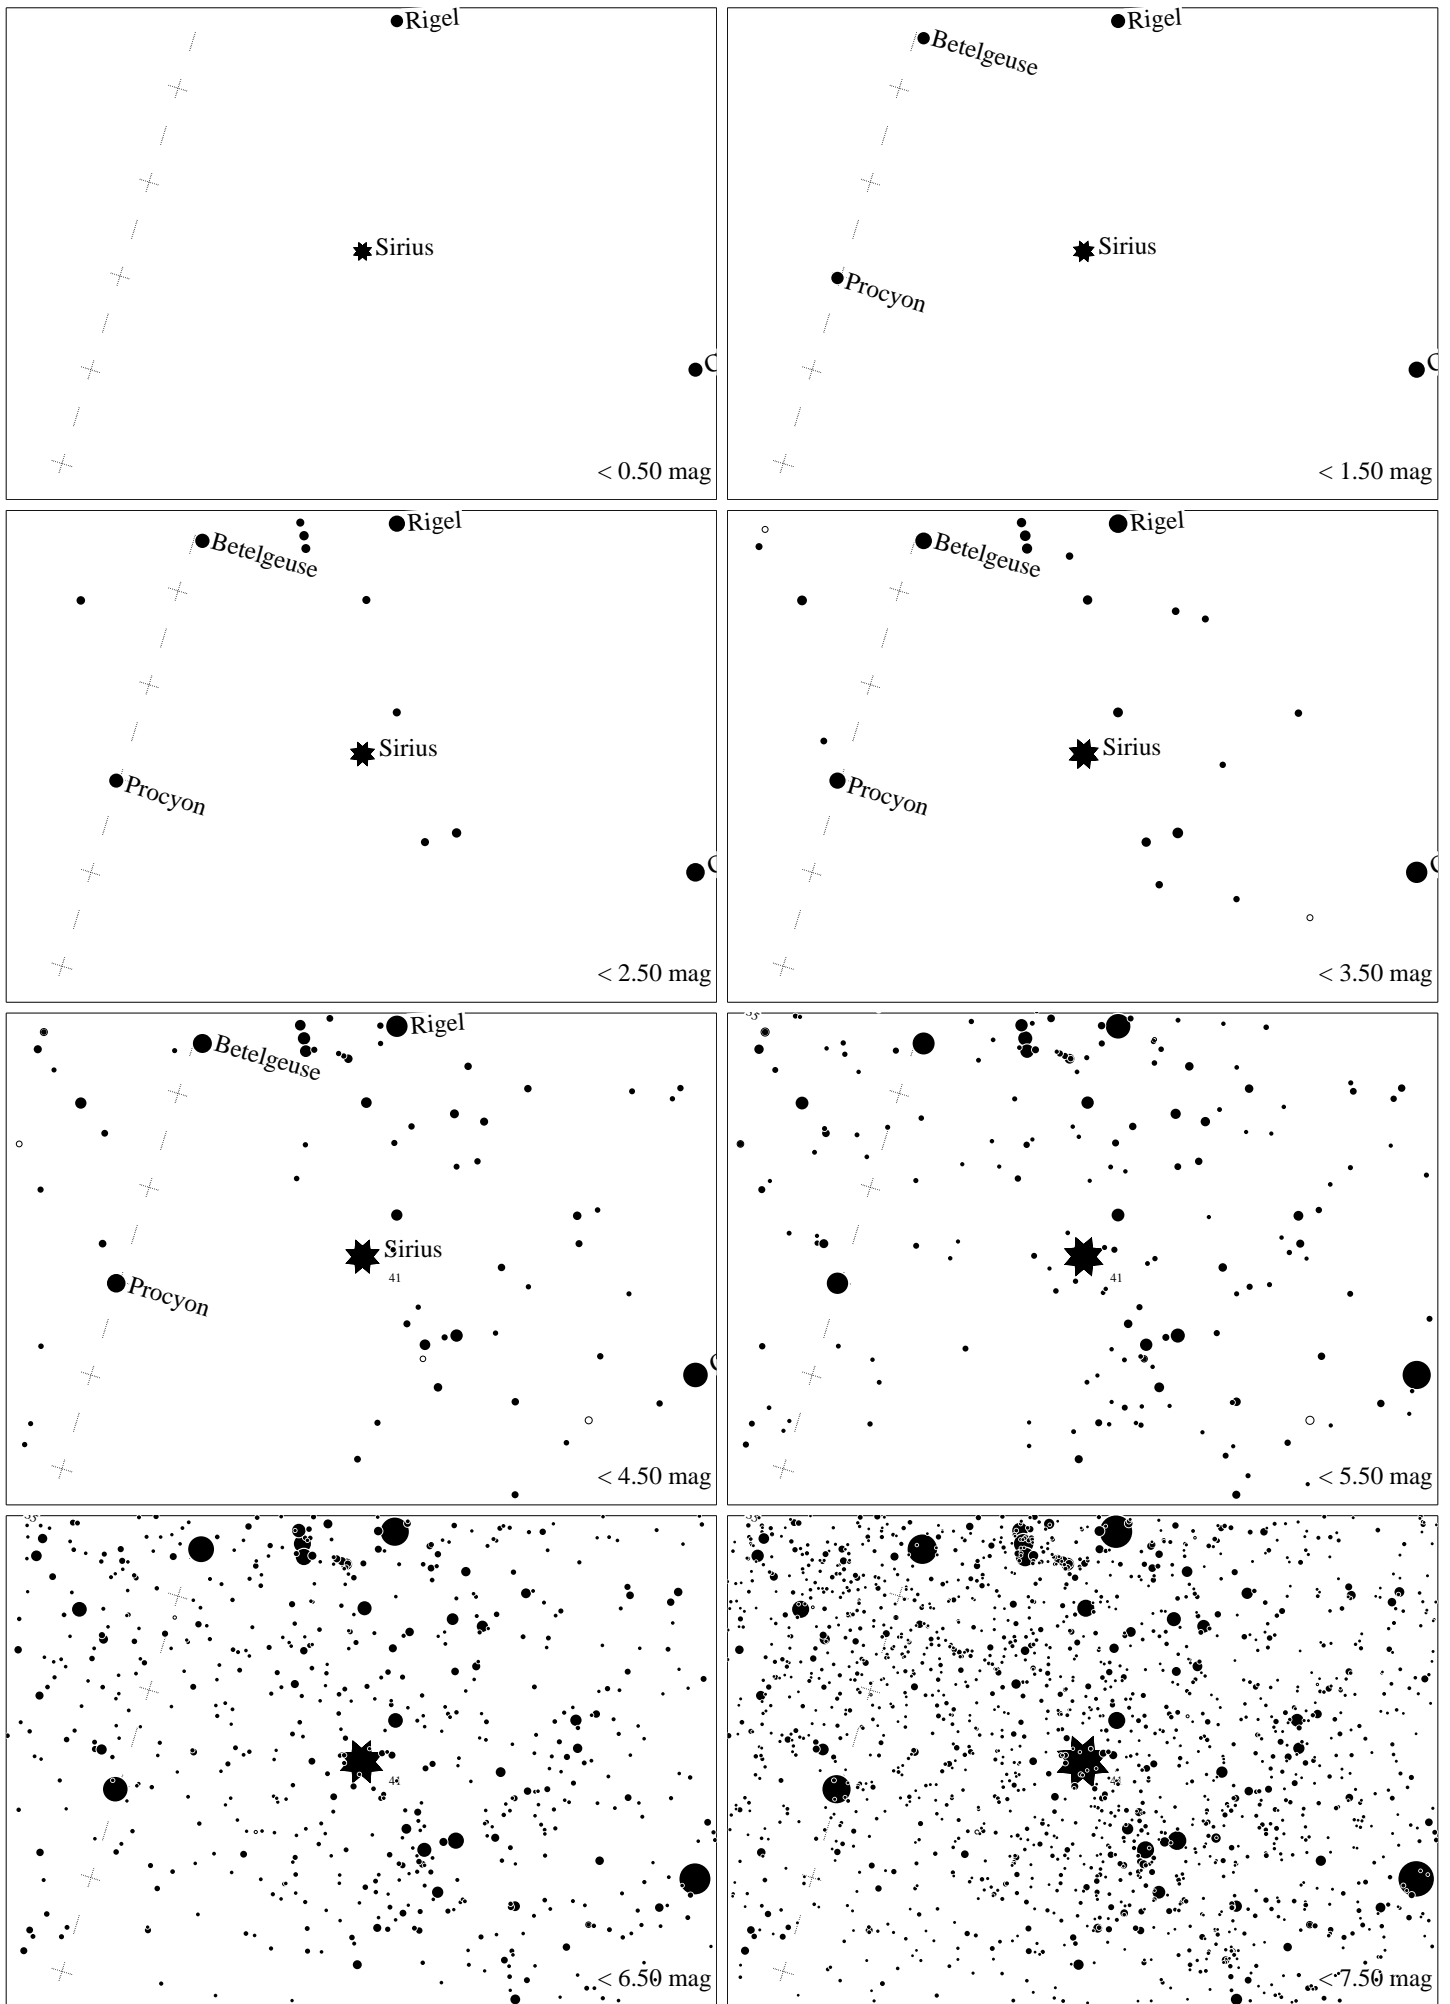 Rigel
Sirius
C
< 0.50 mag
Rigel
Betelgeuse
Sirius
Procyon
C
< 1.50 mag
Rigel
Betelgeuse
Sirius
Procyon
C
< 2.50 mag
Rigel
Betelgeuse
Sirius
Procyon
C
< 3.50 mag
Rigel
Betelgeuse
Sirius
41
Procyon
C
< 4.50 mag
41
< 5.50 mag
41
< 6.50 mag
41
< 7.50 mag